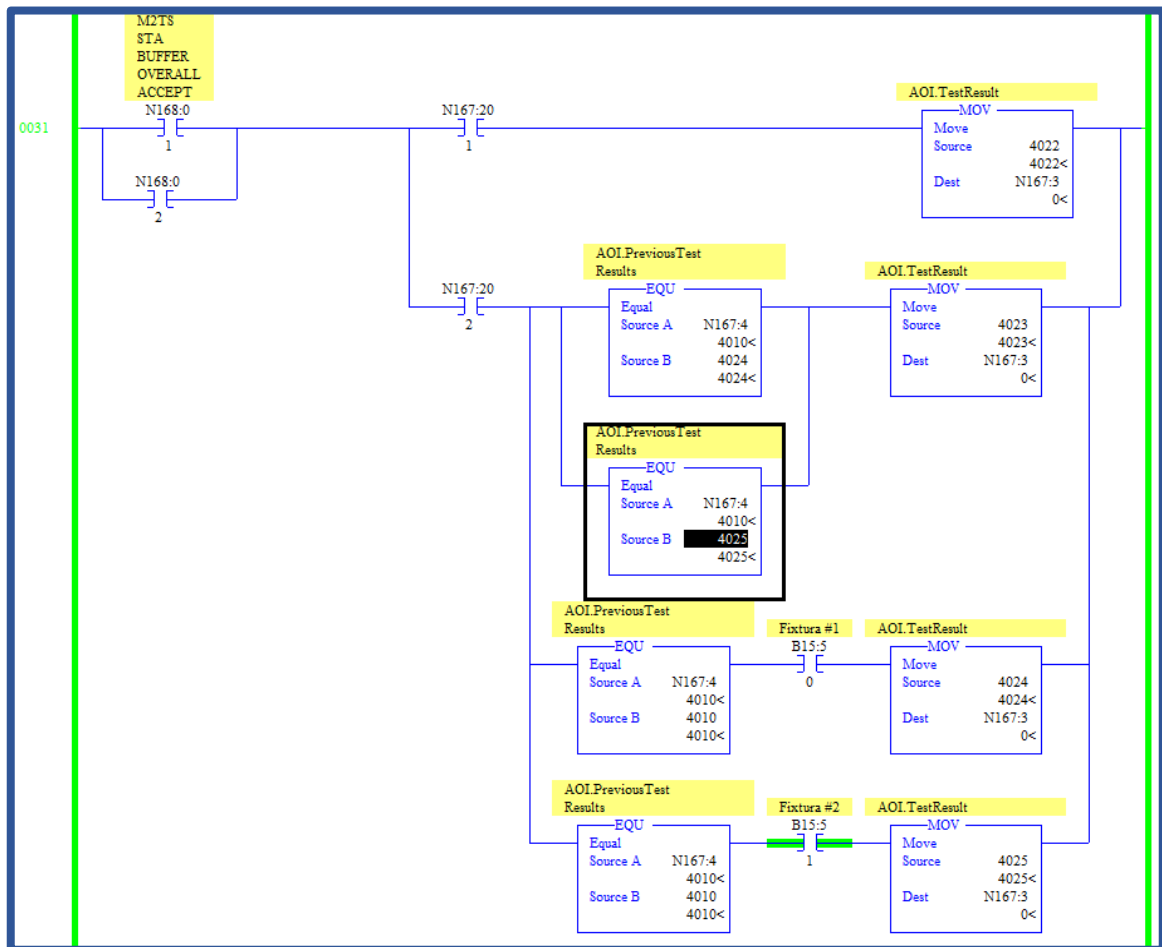 M2TS
STA
BUFFER
OVERALL
ACCEPT
N168:0
1
N168:0
2
0031
N167:20
1
AOI.TestResult
MOV
Move
Source 4022
4022<
Dest N167:3
0<
N167:20
2
AOI.PreviousTest
Results
EQU
Equal
Source A N167:4
4010<
Source B 4024
4024<
AOI.TestResult
MOV
Move
Source 4023
4023<
Dest N167:3
0<
AOI.PreviousTest
Results
EQU
Equal
Source A N167:4
4010<
Source B 4025
4025<
AOI.PreviousTest
Results
EQU
Equal
Source A N167:4
4010<
Source B 4010
4010<
Fixtura #1
B15:5
0
AOI.TestResult
MOV
Move
Source 4024
4024<
Dest N167:3
0<
AOI.PreviousTest
Results
EQU
Equal
Source A N167:4
4010<
Source B 4010
4010<
Fixtura #2
B15:5
1
AOI.TestResult
MOV
Move
Source 4025
4025<
Dest N167:3
0<